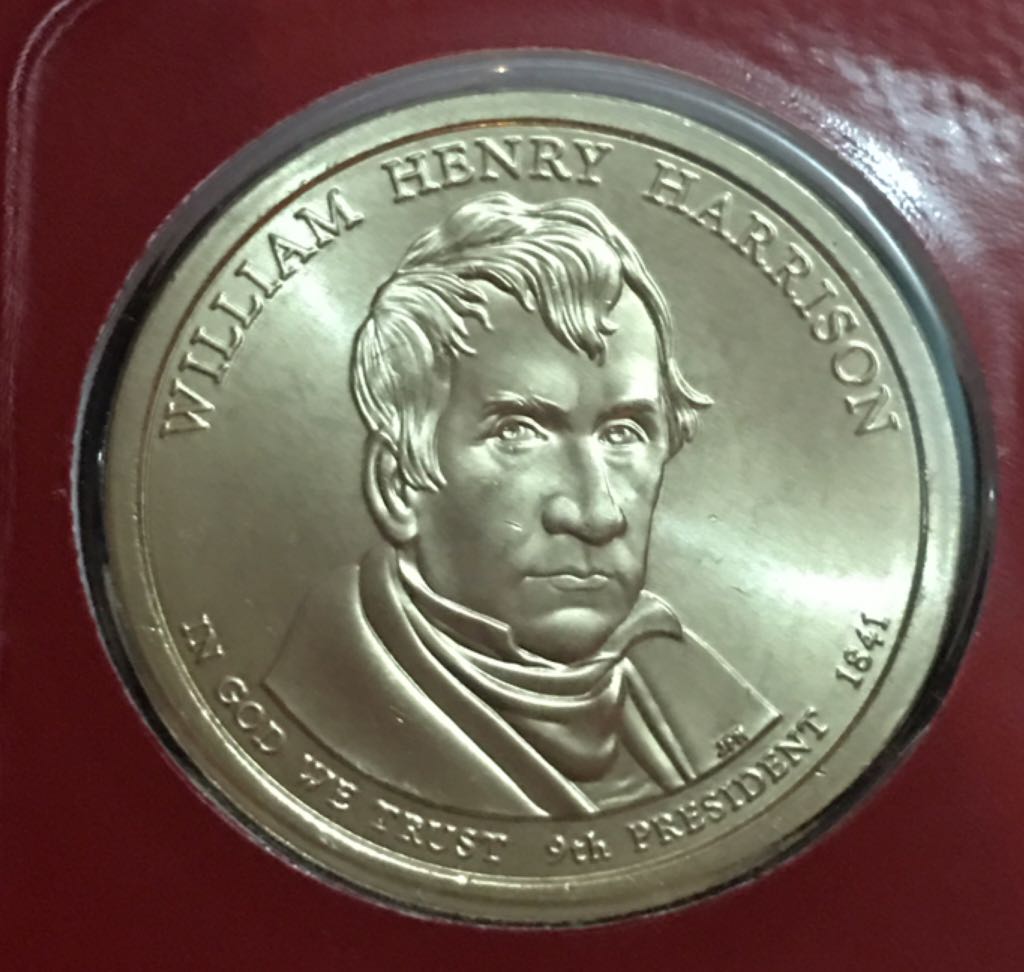 WILLIAM HENRY HARRISON
IN GOD WE TRUST 9th PRESIDENT 1841